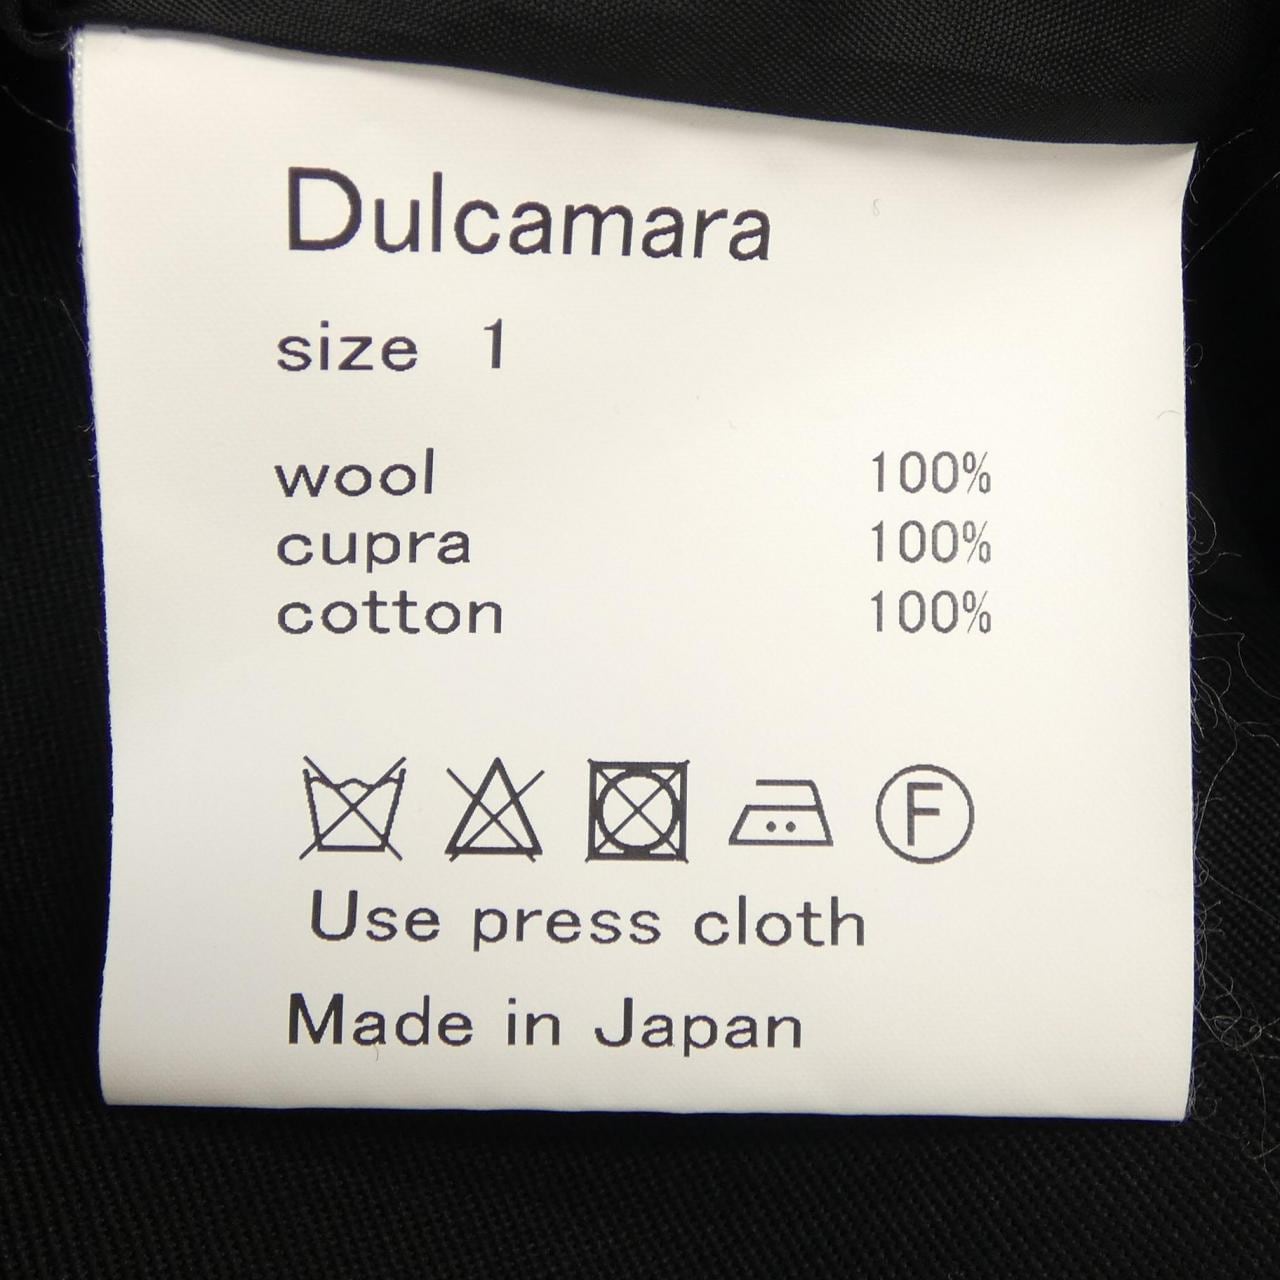 Dulcamara
size 1
wool 100%
cupra 100%
cotton 100%
F
Use press cloth
Made in Japan